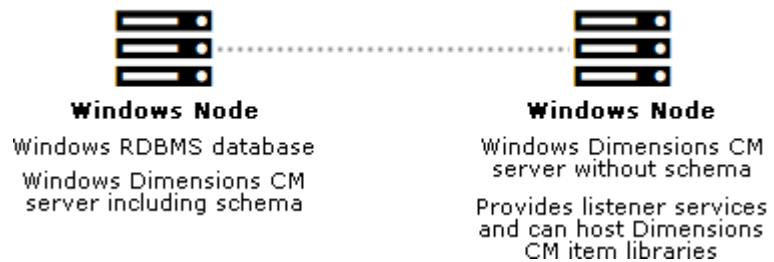 Windows Node
Windows RDBMS database
Windows Dimensions CM
server including schema
Windows Node
Windows Dimensions CM
server without schema
Provides listener services
and can host Dimensions
CM item libraries